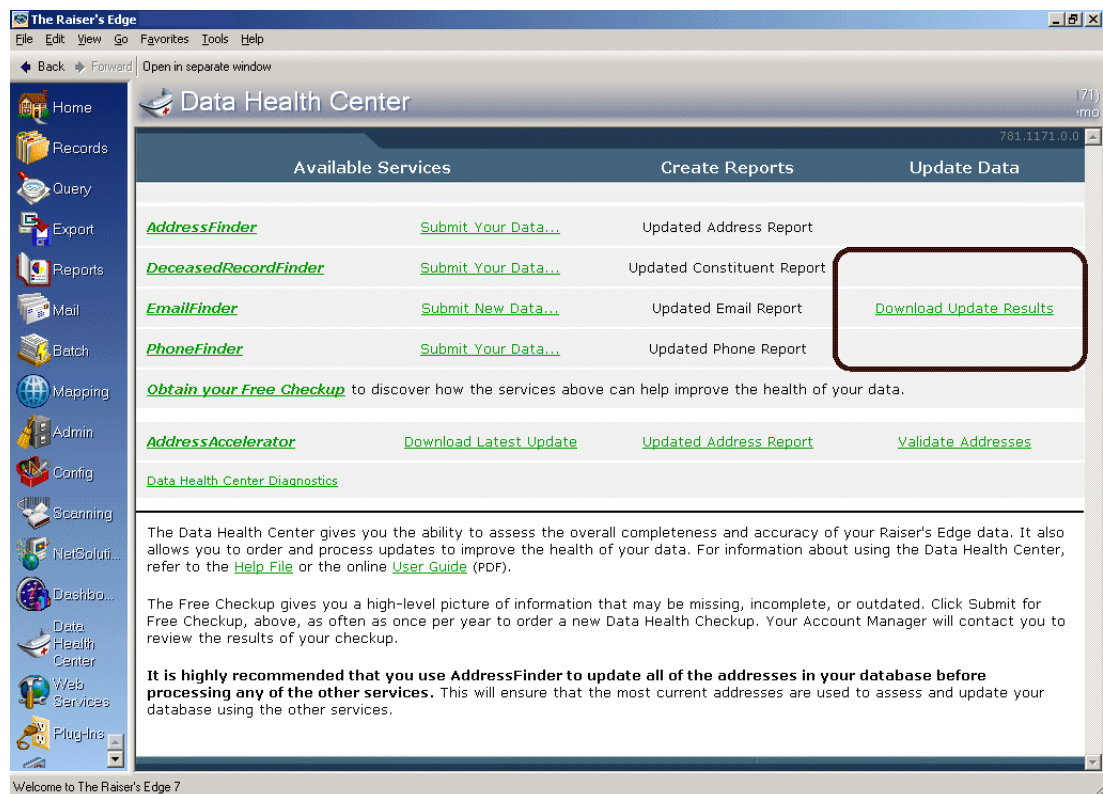 The Raiser's Edge
File Edit View Go Favorites Tools Help
Back Forward Open in separate window
Data Health Center
171)
mo
Home
Records
Query
Export
Reports
Mail
Batch
Mapping
Admin
Config
Scanning
NetSoluti...
Dashbo...
Data
Health
Center
Web
Services
Plug-Ins
781.1171.0.0
Available Services Create Reports Update Data
AddressFinder Submit Your Data... Updated Address Report
DeceasedRecordFinder Submit Your Data... Updated Constituent Report
EmailFinder Submit New Data... Updated Email Report Download Update Results
PhoneFinder Submit Your Data... Updated Phone Report
Obtain your Free Checkup to discover how the services above can help improve the health of your data.
AddressAccelerator Download Latest Update Updated Address Report Validate Addresses
Data Health Center Diagnostics
The Data Health Center gives you the ability to assess the overall completeness and accuracy of your Raiser's Edge data. It also
allows you to order and process updates to improve the health of your data. For information about using the Data Health Center,
refer to the Help File or the online User Guide (PDF).
The Free Checkup gives you a high-level picture of information that may be missing, incomplete, or outdated. Click Submit for
Free Checkup, above, as often as once per year to order a new Data Health Checkup. Your Account Manager will contact you to
review the results of your checkup.
It is highly recommended that you use AddressFinder to update all of the addresses in your database before
processing any of the other services. This will ensure that the most current addresses are used to assess and update your
database using the other services.
Welcome to The Raiser's Edge 7